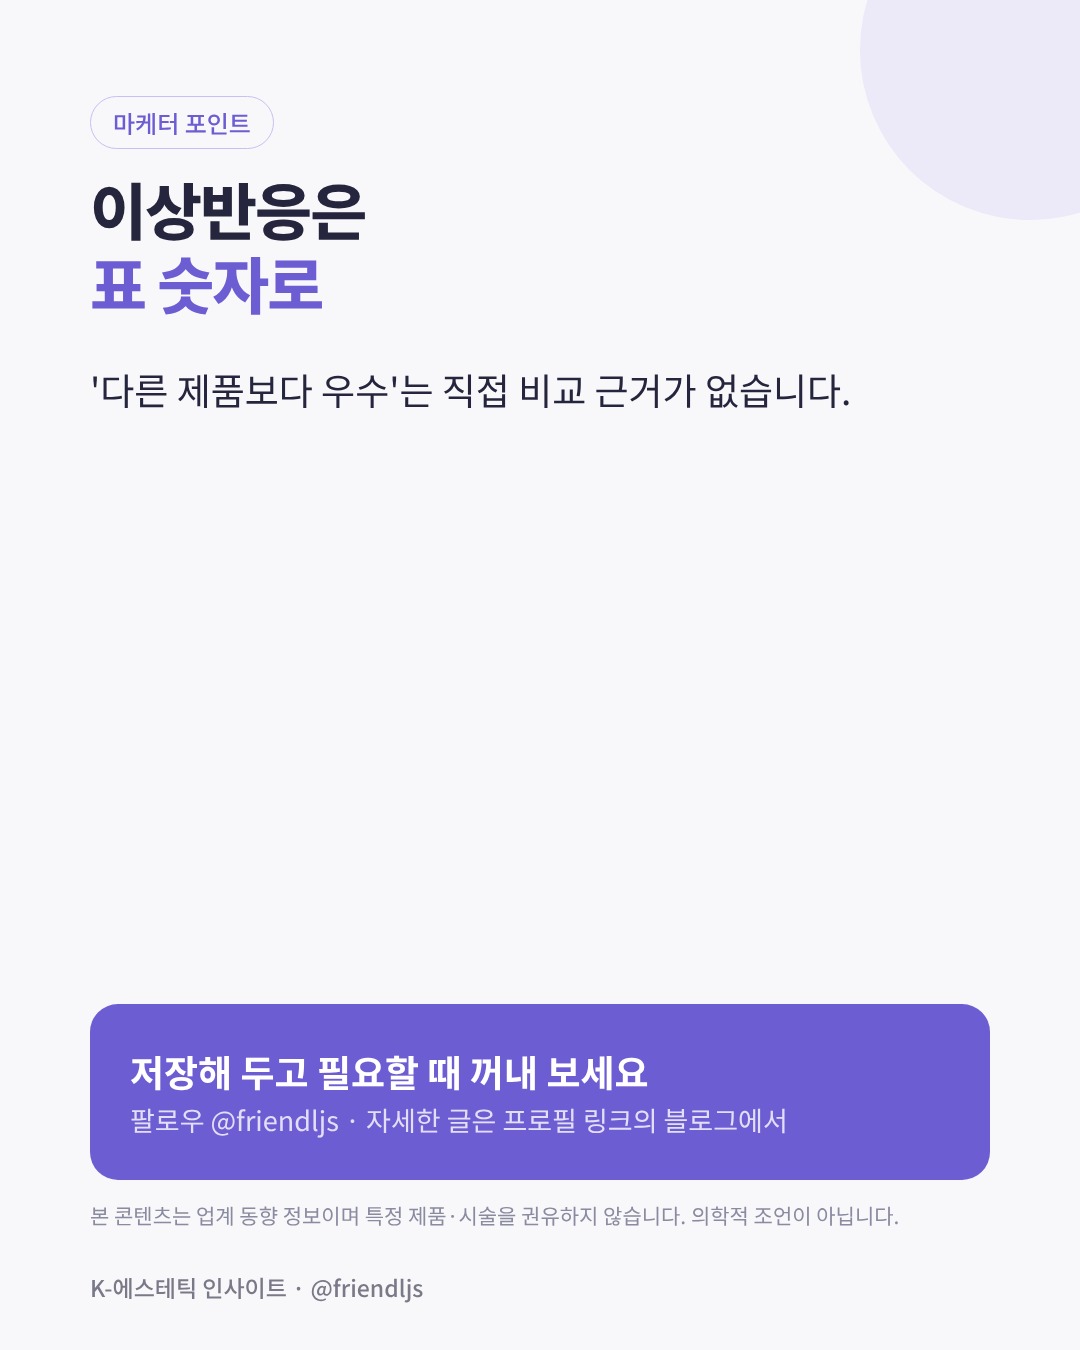 마케터 포인트
이상반응은
표 숫자로
'다른 제품보다 우수'는 직접 비교 근거가 없습니다.
저장해 두고 필요할 때 꺼내 보세요
팔로우 @friendljs · 자세한 글은 프로필 링크의 블로그에서
본 콘텐츠는 업계 동향 정보이며 특정 제품·시술을 권유하지 않습니다. 의학적 조언이 아닙니다.
K-에스테틱 인사이트 · @friendljs